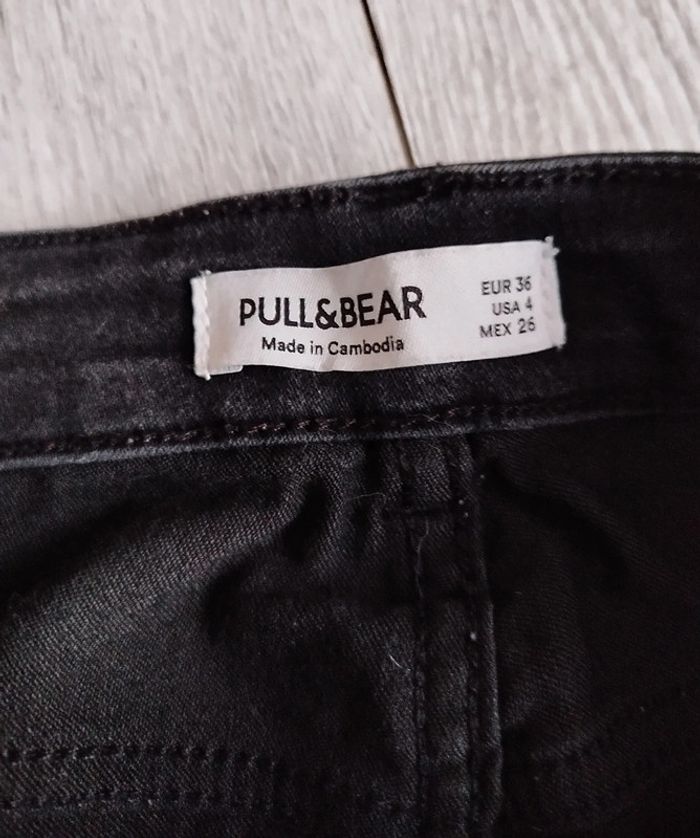 PULL&BEAR
Made in Cambodia
EUR 36
USA 4
MEX 26